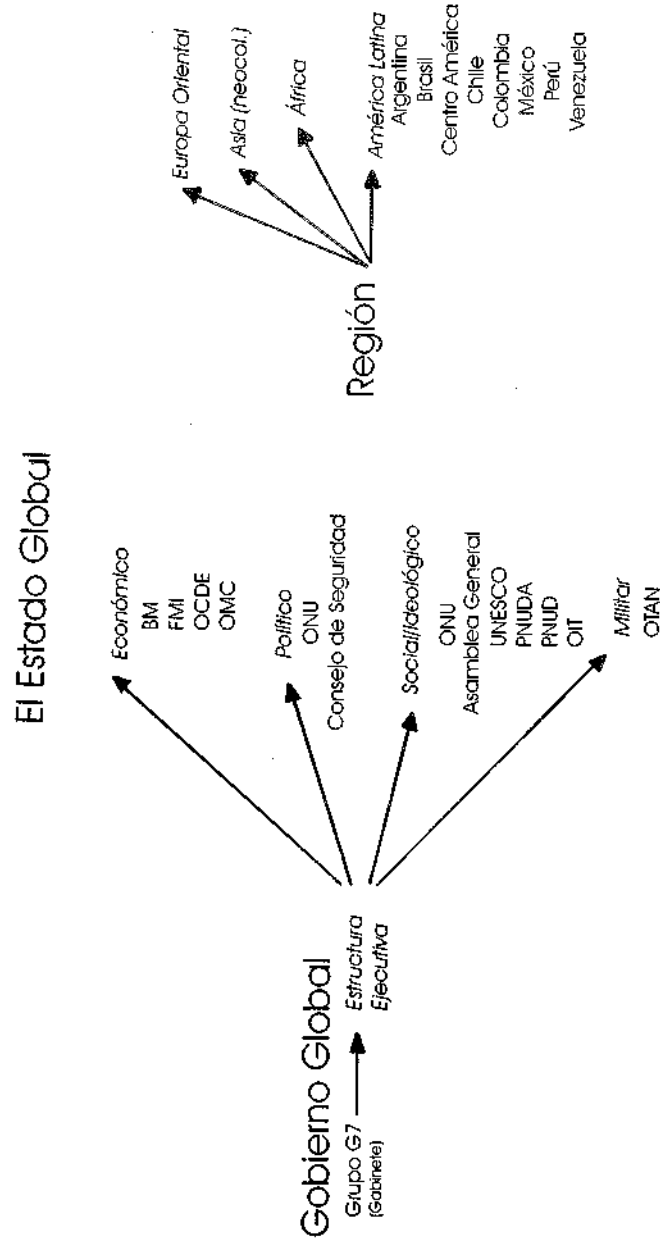 El Estado Global
Gobierno Global
Grupo G7
(Gabinete)
Estructura
Ejecutiva
Económico
BM
FMI
OCDE
OMC
Político
ONU
Consejo de Seguridad
Social/Ideológico
ONU
Asamblea General
UNESCO
PNUDA
PNUD
OIT
Militar
OTAN
Región
Europa Oriental
Asia (neocol.)
África
América Latina
Argentina
Brasil
Centro América
Chile
Colombia
México
Perú
Venezuela